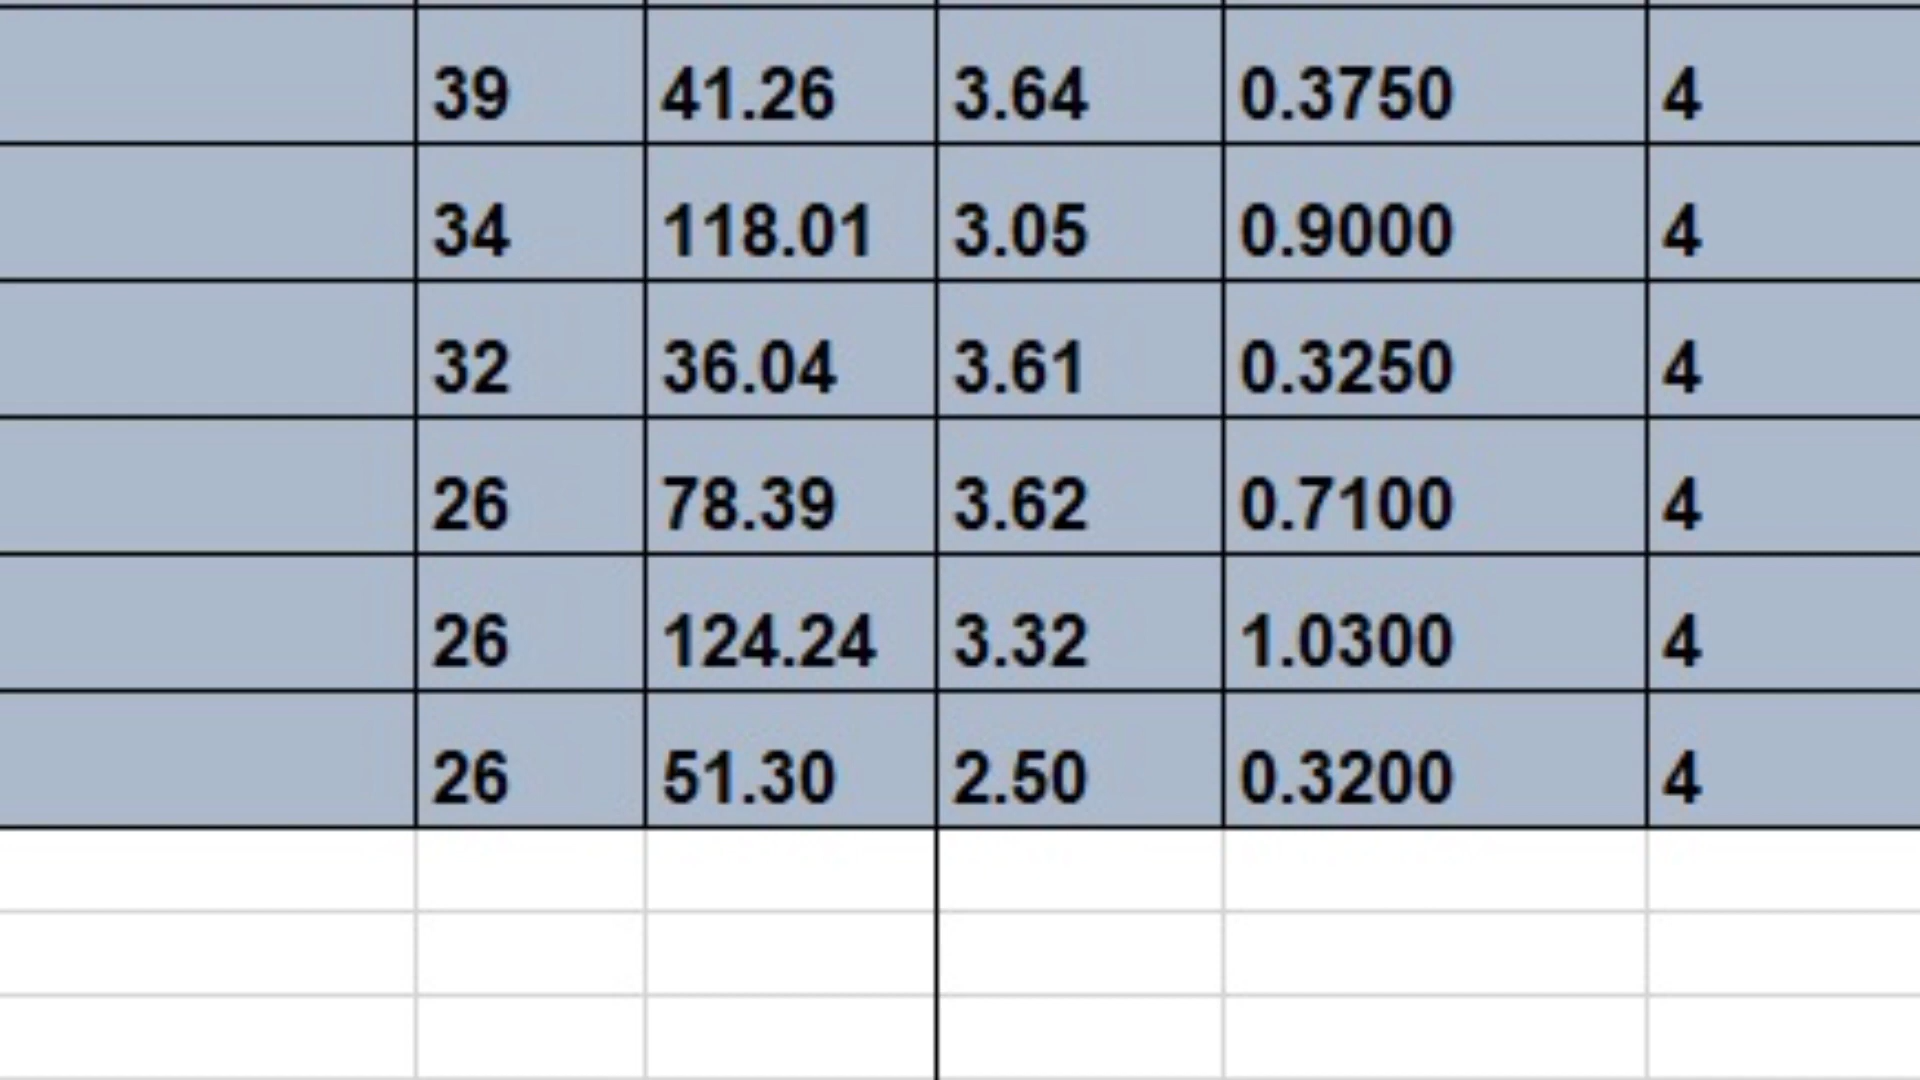 39 41.26 3.64 0.3750 4
34 118.01 3.05 0.9000 4
32 36.04 3.61 0.3250 4
26 78.39 3.62 0.7100 4
26 124.24 3.32 1.0300 4
26 51.30 2.50 0.3200 4